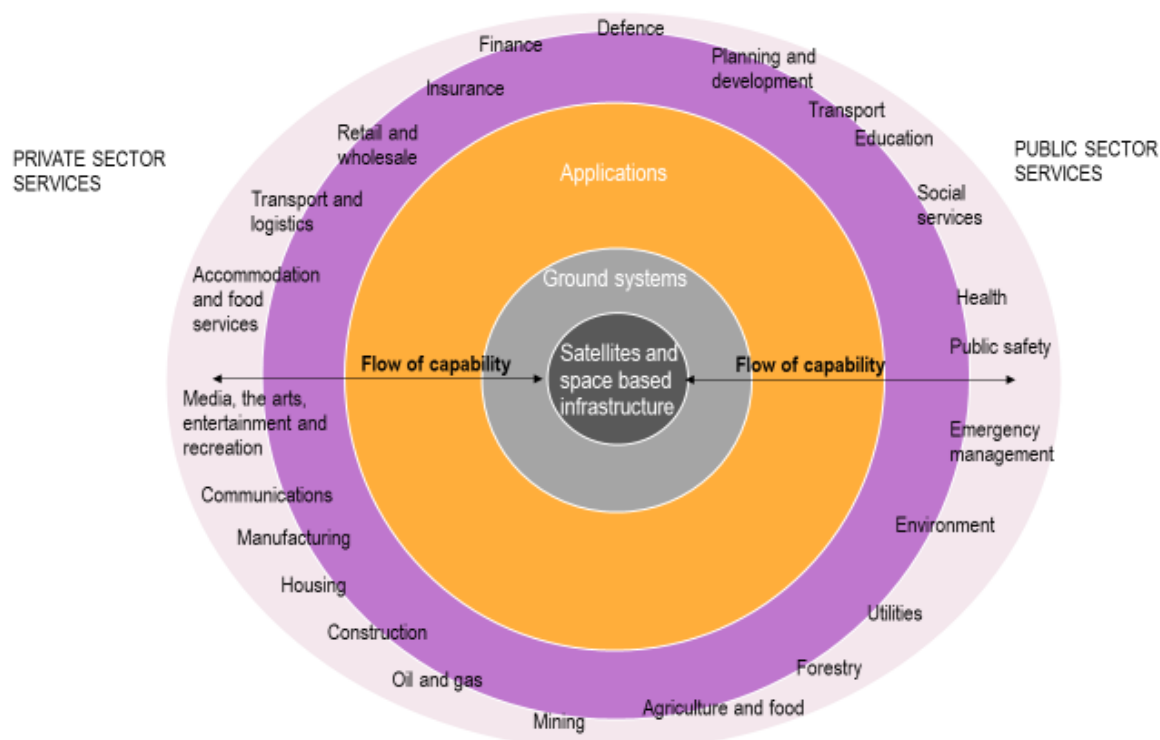 Defence
Finance
Planning and
development
Insurance
Transport
Education
Retail and
wholesale
PRIVATE SECTOR
SERVICES
PUBLIC SECTOR
SERVICES
Applications
Transport and
logistics
Social
services
Accommodation
and food
services
Ground systems
Health
Public safety
Flow of capability
Satellites and
space based
infrastructure
Flow of capability
Media, the arts,
entertainment and
recreation
Emergency
management
Communications
Environment
Manufacturing
Housing
Utilities
Construction
Forestry
Oil and gas
Agriculture and food
Mining